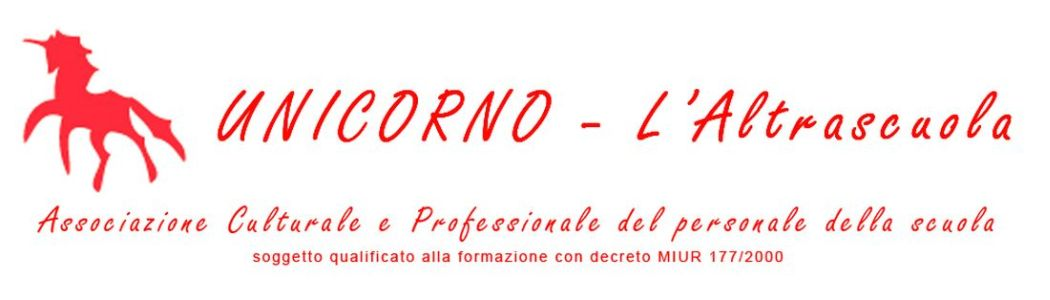 UNICORNO - L'Altrascuola
Associazione Culturale e Professionale del personale della scuola
soggetto qualificato alla formazione con decreto MIUR 177/2000